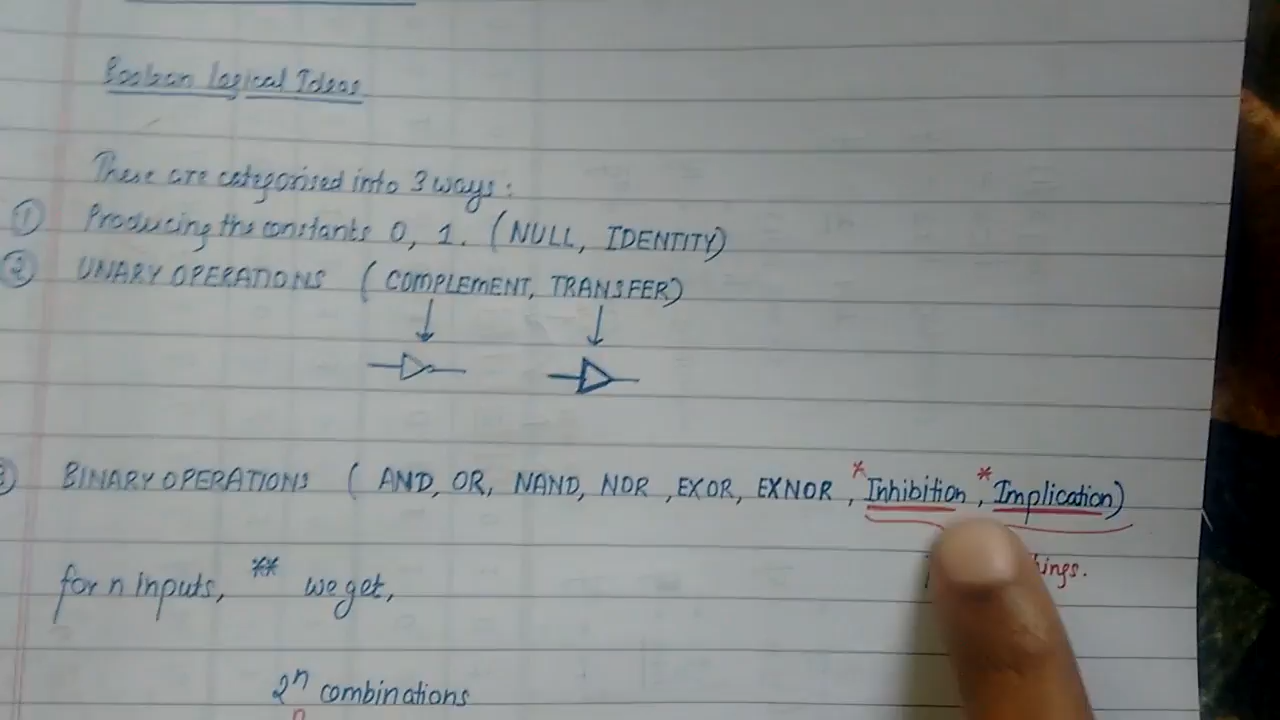 Boolean logical Ideas
These are categorised into 3 ways:
① Producing the constants 0, 1. (NULL, IDENTITY)
② UNARY OPERATIONS (COMPLEMENT, TRANSFER)
BINARY OPERATIONS (AND, OR, NAND, NOR, EXOR, EXNOR, *Inhibition, *Implication)
for n inputs, ** we get,
2ⁿ combinations